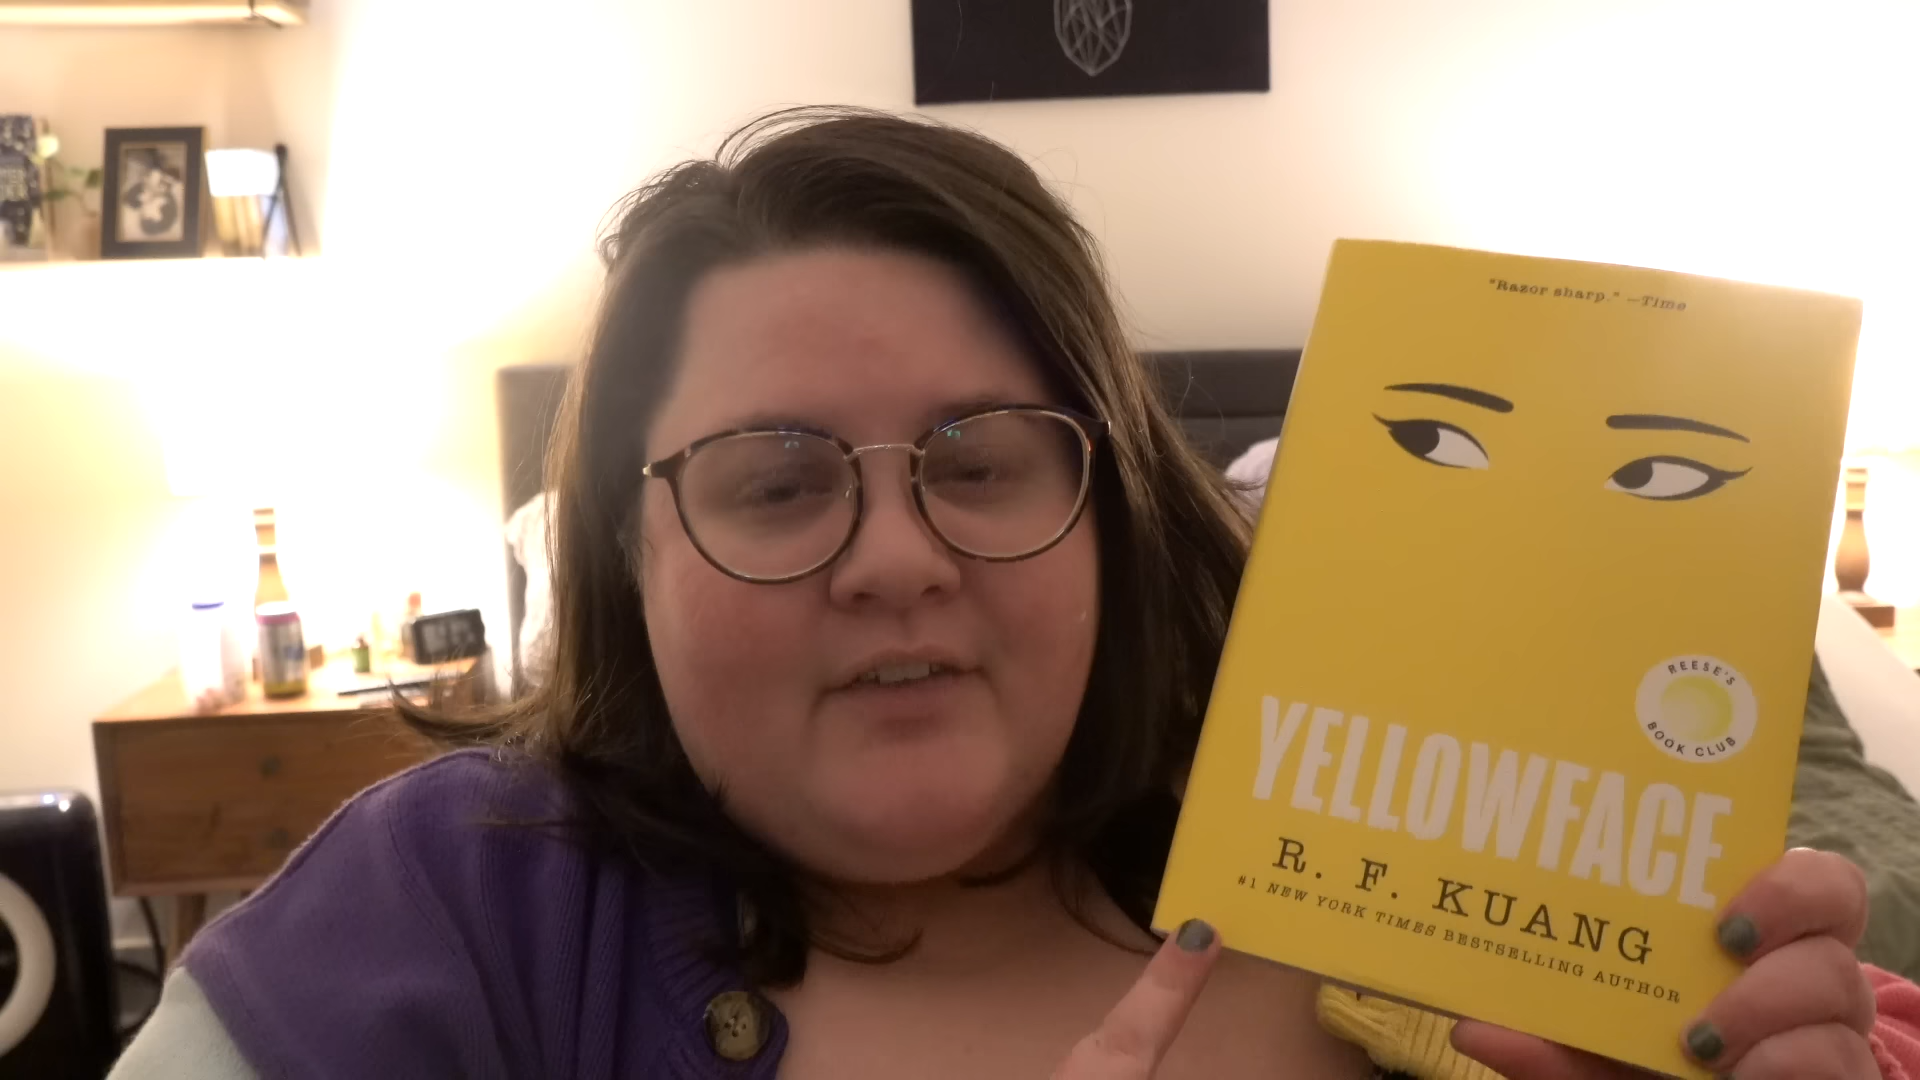 "Razor sharp." —Time
REESE'S
BOOK CLUB
YELLOWFACE
R. F. KUANG
#1 NEW YORK TIMES BESTSELLING AUTHOR